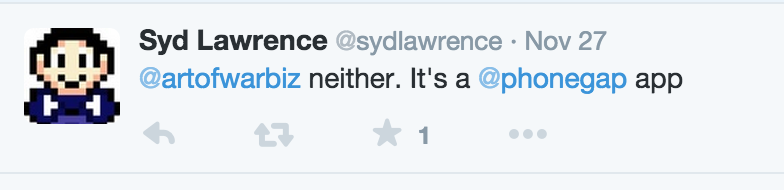 Syd Lawrence @sydlawrence · Nov 27
@artofwarbiz neither. It's a @phonegap app
1